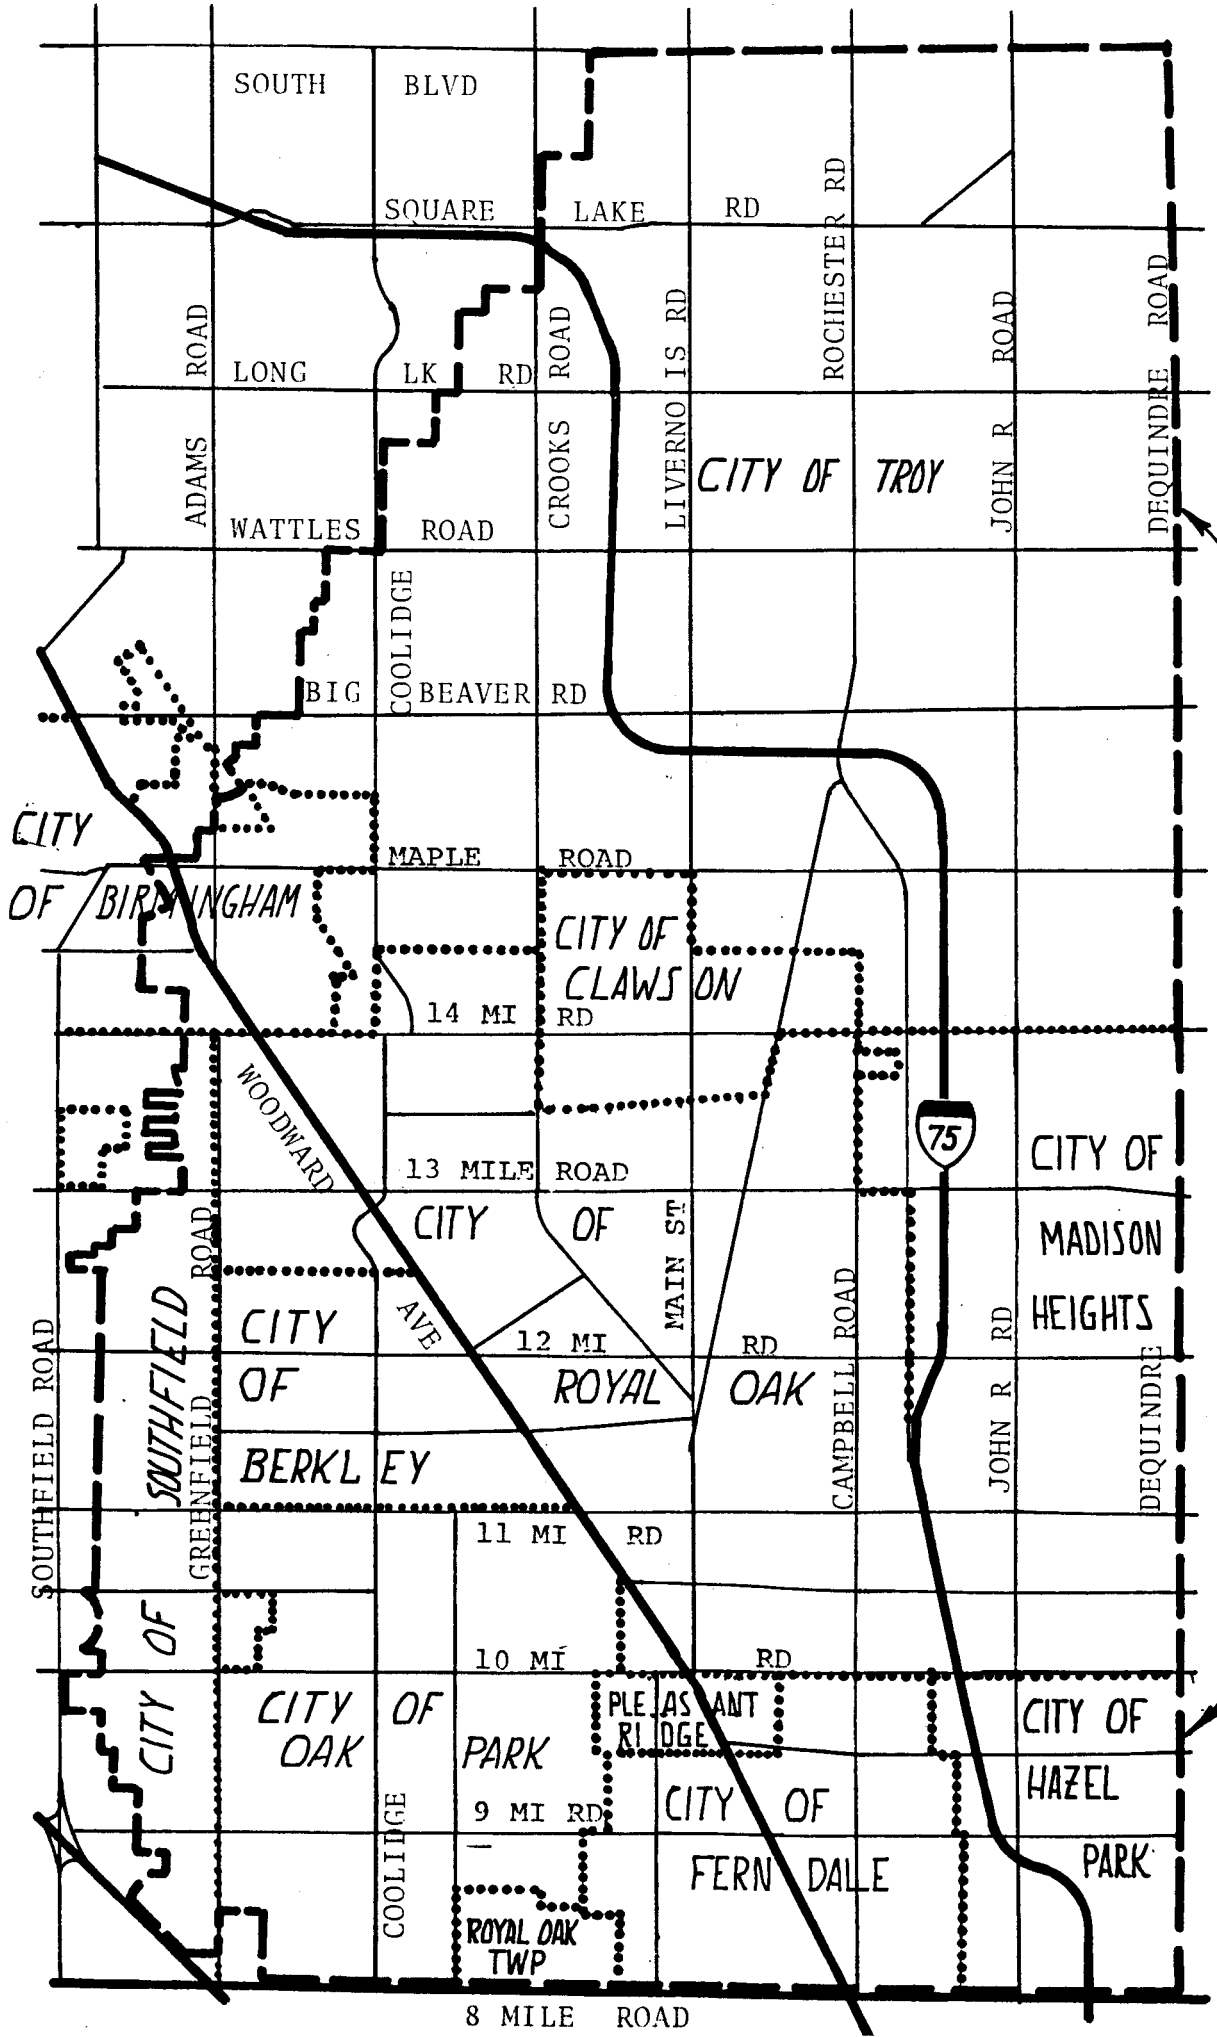 SOUTH BLVD
SQUARE LAKE RD
ROCHESTER RD
ADAMS ROAD
LONG LK RD
CROOKS ROAD
LIVERNOIS RD
JOHN R ROAD
DEQUINDRE ROAD
CITY OF TROY
WATTLES ROAD
COOLIDGE
BIG BEAVER RD
CITY
OF BIRMINGHAM
MAPLE ROAD
CITY OF
CLAWSON
14 MI RD
WOODWARD AVE
75
13 MILE ROAD
CITY OF
MADISON
HEIGHTS
CITY OF
ROYAL OAK
MAIN ST
12 MI RD
CITY
OF
BERKLEY
CAMPBELL ROAD
JOHN R RD
DEQUINDRE
SOUTHFIELD ROAD
CITY OF SOUTHFIELD
GREENFIELD ROAD
11 MI RD
10 MI RD
CITY OF
OAK PARK
PLEASANT
RIDGE
CITY OF
HAZEL
PARK
COOLIDGE
9 MI RD
CITY OF
FERN DALE
ROYAL OAK
TWP
8 MILE ROAD